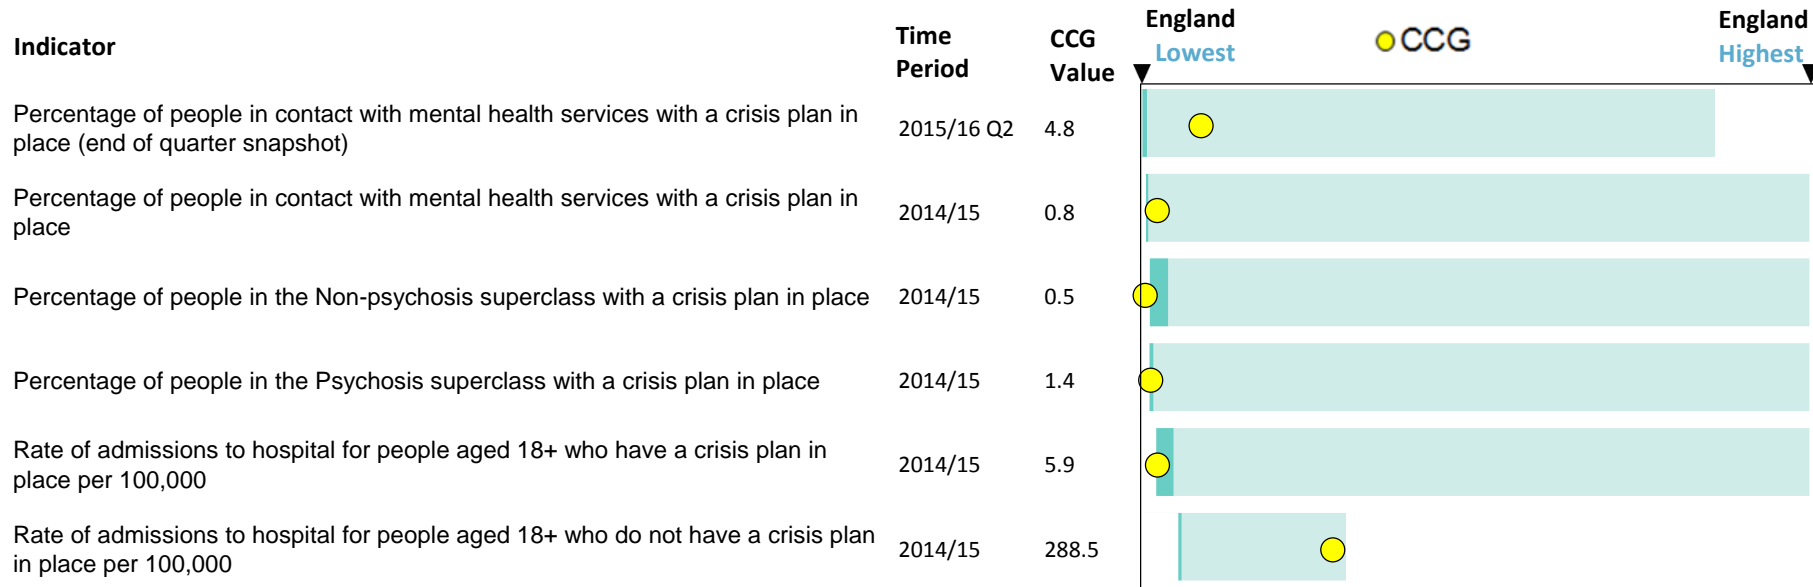 Indicator
Time
Period
CCG
Value
England
Lowest
CCG
England
Highest
Percentage of people in contact with mental health services with a crisis plan in
place (end of quarter snapshot)
2015/16 Q2
4.8
Percentage of people in contact with mental health services with a crisis plan in
place
2014/15
0.8
Percentage of people in the Non-psychosis superclass with a crisis plan in place
2014/15
0.5
Percentage of people in the Psychosis superclass with a crisis plan in place
2014/15
1.4
Rate of admissions to hospital for people aged 18+ who have a crisis plan in
place per 100,000
2014/15
5.9
Rate of admissions to hospital for people aged 18+ who do not have a crisis plan
in place per 100,000
2014/15
288.5